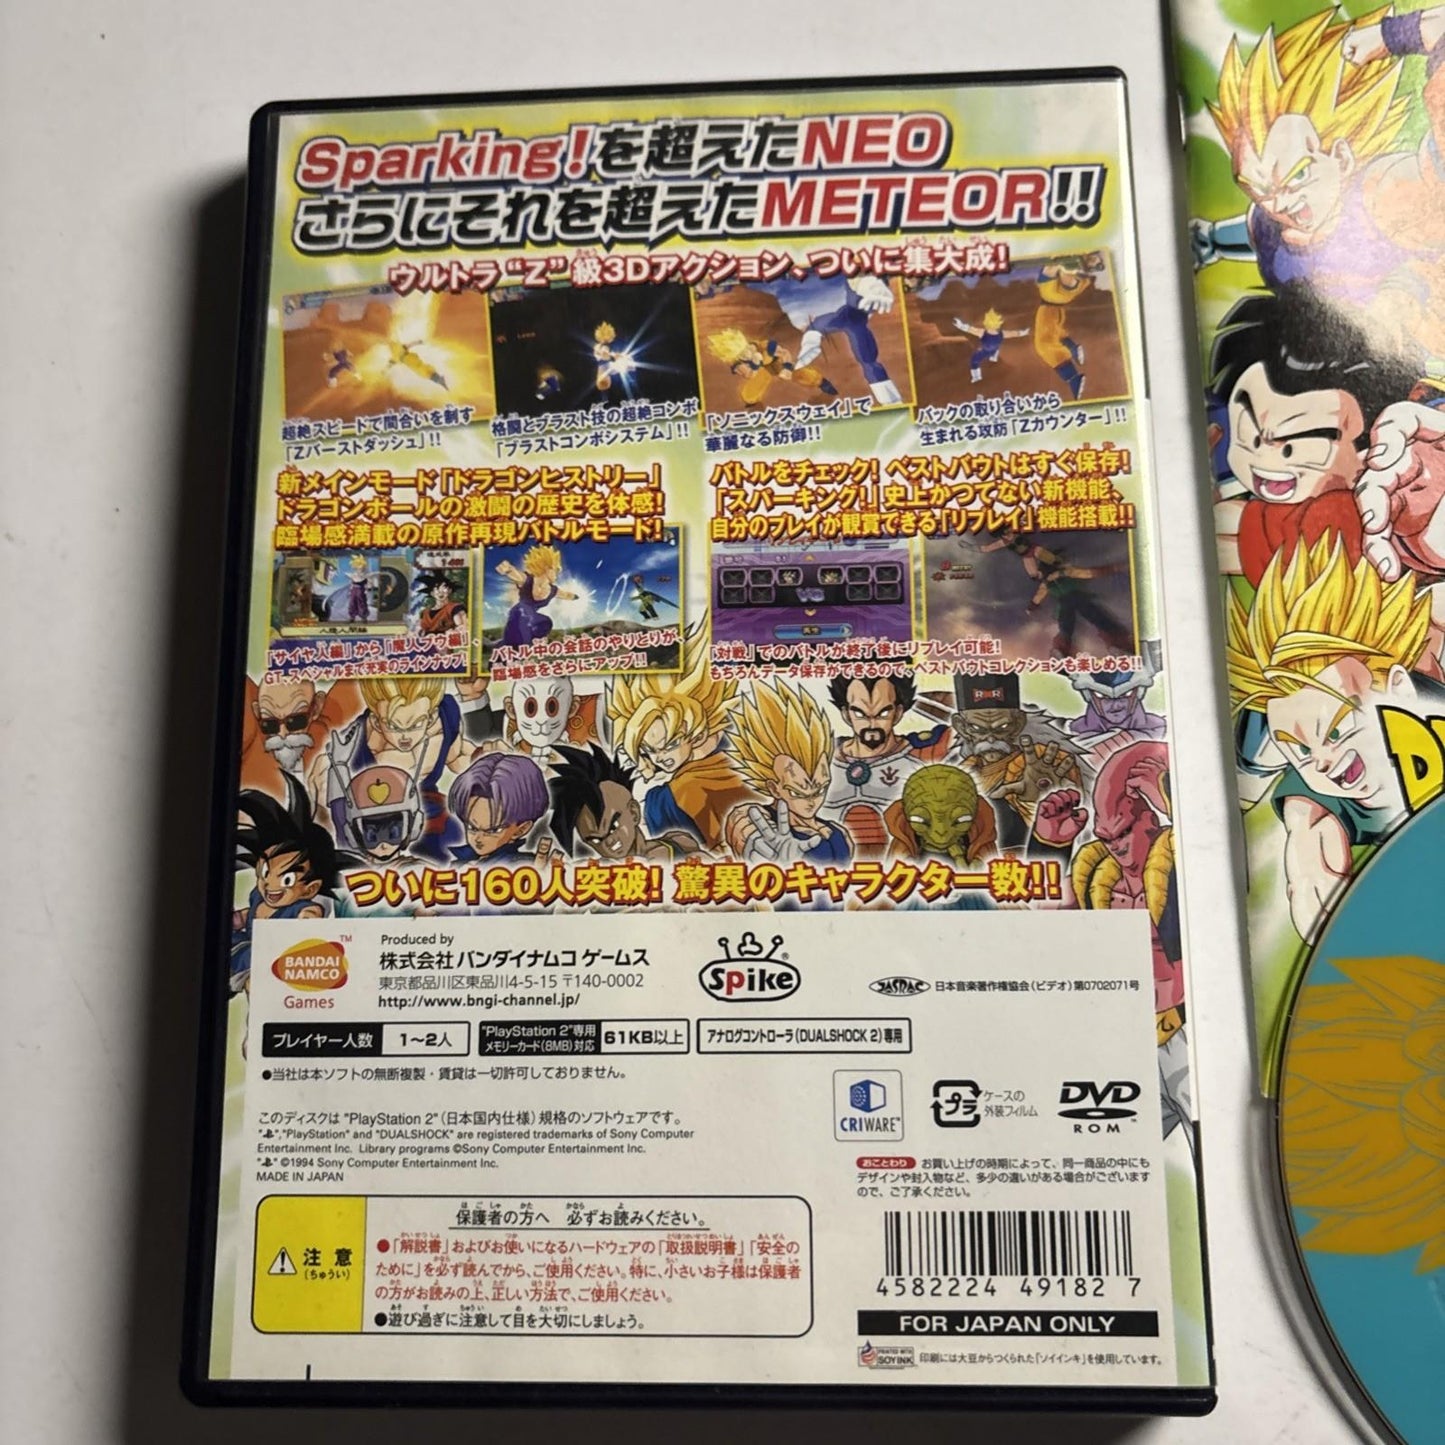 Sparking!を超えたNEO
さらにそれを超えたMETEOR!!
ウルトラ“Z”級3Dアクション、ついに集大成!
超絶スピードで間合いを制す
「Zバーストダッシュ」!!
格闘とブラスト技の超絶コンボ
「ブラストコンボシステム」!!
「ソニックスウェイ」で
華麗なる防御!!
バックの取り合いから
生まれる攻防「Zカウンター」!!
新メインモード「ドラゴンヒストリー」
ドラゴンボールの激闘の歴史を体感!
臨場感満載の原作再現バトルモード!
バトルをチェック! ベストバウトはすぐ保存!
「スパーキング!」史上かつてない新機能、
自分のプレイが観賞できる「リプレイ」機能搭載!!
「サイヤ人編」から「魔人ブウ編」、
GT、スペシャルまで充実のラインナップ!
バトル中の会話のやりとりが、
臨場感をさらにアップ!!
「対戦」でのバトルが終了後にリプレイ可能!
もちろんデータ保存ができるので、ベストバウトコレクションも楽しめる!!
ついに160人突破! 驚異のキャラクター数!!
BANDAI
NAMCO
Games
TM
Produced by
株式会社 バンダイナムコ ゲームス
東京都品川区東品川4-5-15 〒140-0002
http://www.bngi-channel.jp/
Spike®
JASRAC 日本音楽著作権協会(ビデオ)第0702071号
プレイヤー人数 1〜2人
"PlayStation 2"専用
メモリーカード(8MB)対応 61KB以上
アナログコントローラ(DUALSHOCK 2)専用
●当社は本ソフトの無断複製・賃貸は一切許可しておりません。
このディスクは "PlayStation 2" (日本国内仕様) 規格のソフトウェアです。
" ","PlayStation" and "DUALSHOCK" are registered trademarks of Sony Computer
Entertainment Inc. Library programs ©Sony Computer Entertainment Inc.
" " ©1994 Sony Computer Entertainment Inc.
MADE IN JAPAN
CRIWARE™
プラ
ケースの
外装フィルム
DVD
ROM™
おことわり お買い上げの時期によって、同一商品の中にも
デザインや封入物など、多少の違いがある場合がございます
ので、ご了承ください。
注意
(ちゅうい)
保護者の方へ 必ずお読みください。
●「解説書」およびお使いになるハードウェアの「取扱説明書」「安全の
ために」を必ず読んでから、ご使用ください。特に、小さいお子様は保護者
の方がお読みの上、正しい方法で、ご使用ください。
●遊び過ぎに注意して目を大切にしましょう。
4582224 49182 7
FOR JAPAN ONLY
PRINTED WITH
SOY INK
印刷には大豆からつくられた「ソイインキ」を使用しています。